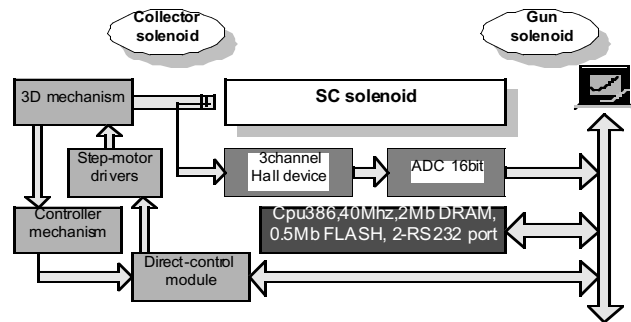 Collector
solenoid
Gun
solenoid
3D mechanism
SC solenoid
Step-motor
drivers
3channel
Hall device
ADC 16bit
Controller
mechanism
Cpu386,40Mhz,2Mb DRAM,
0.5Mb FLASH, 2-RS232 port
Direct-control
module